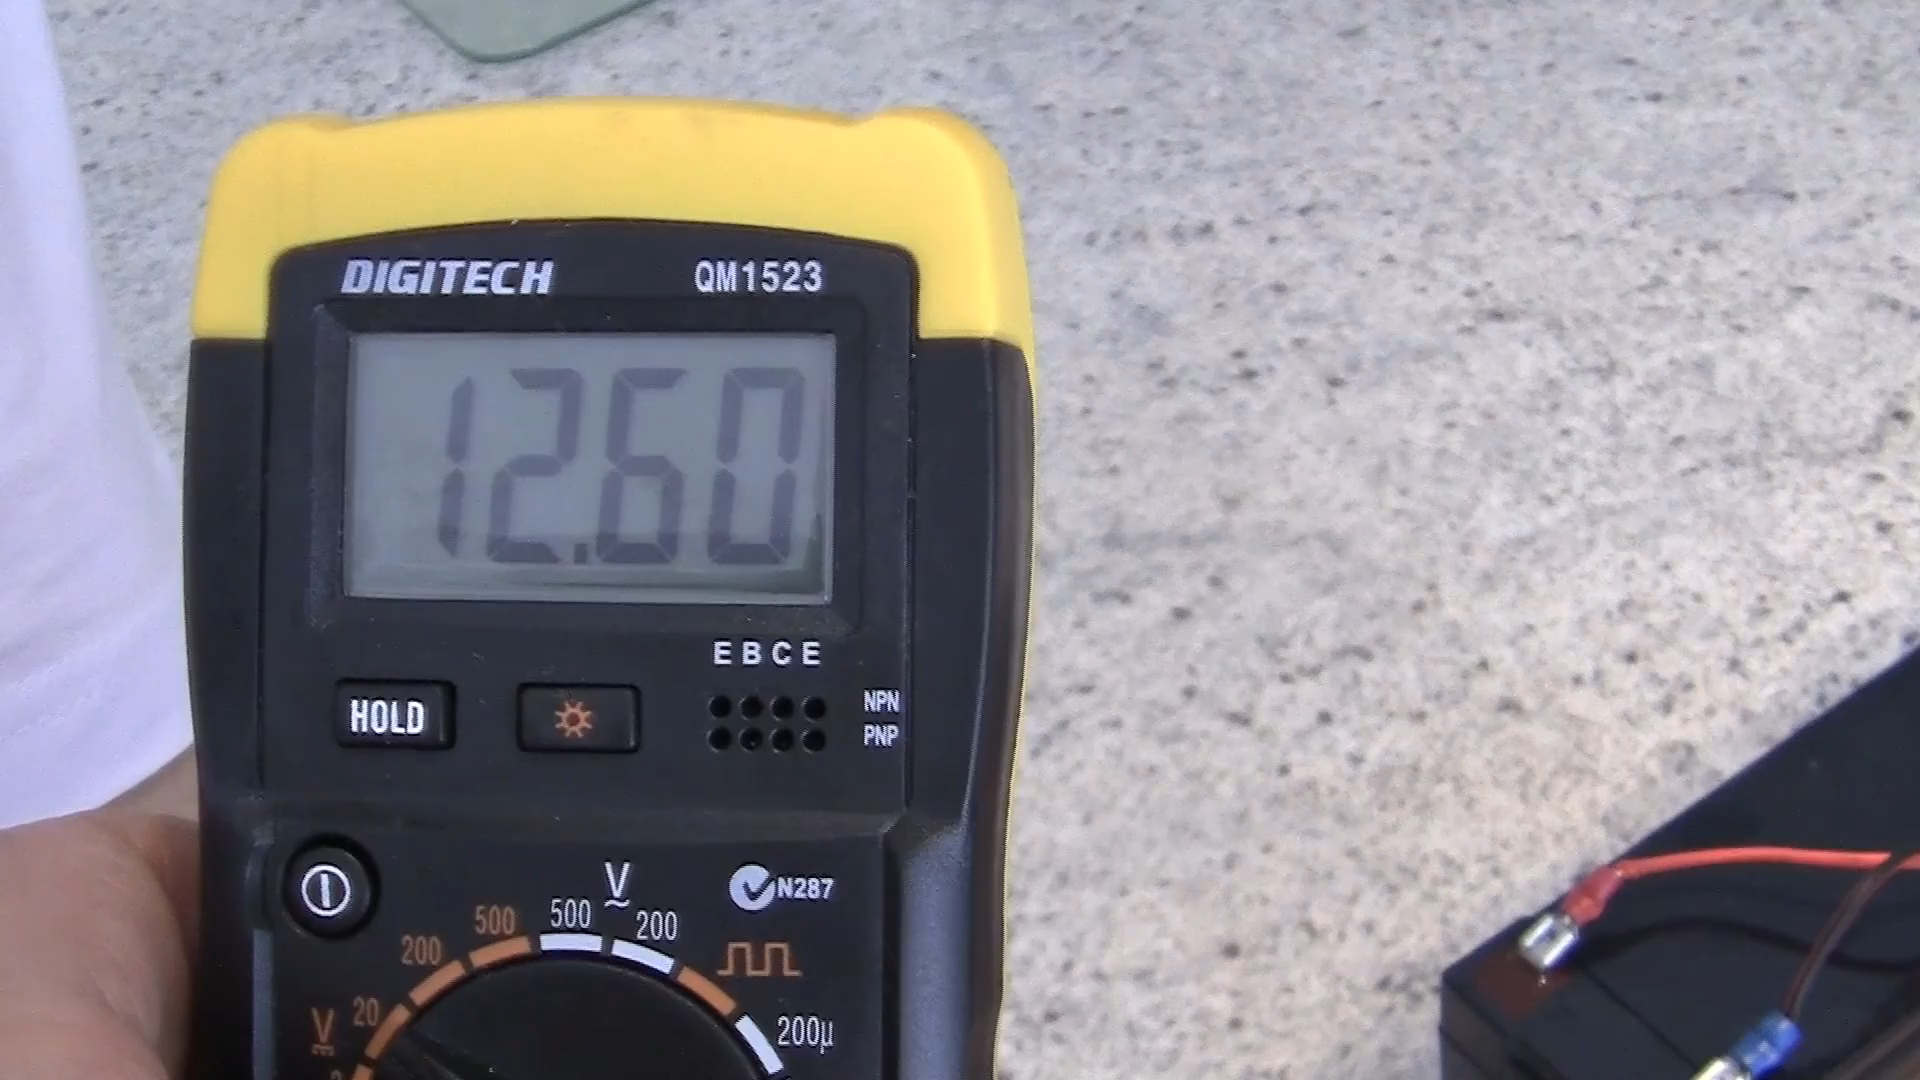 DIGITECH QM1523
12.60
E B C E
HOLD
NPN
PNP
V
N287
500 500 200
200
20
V
200µ